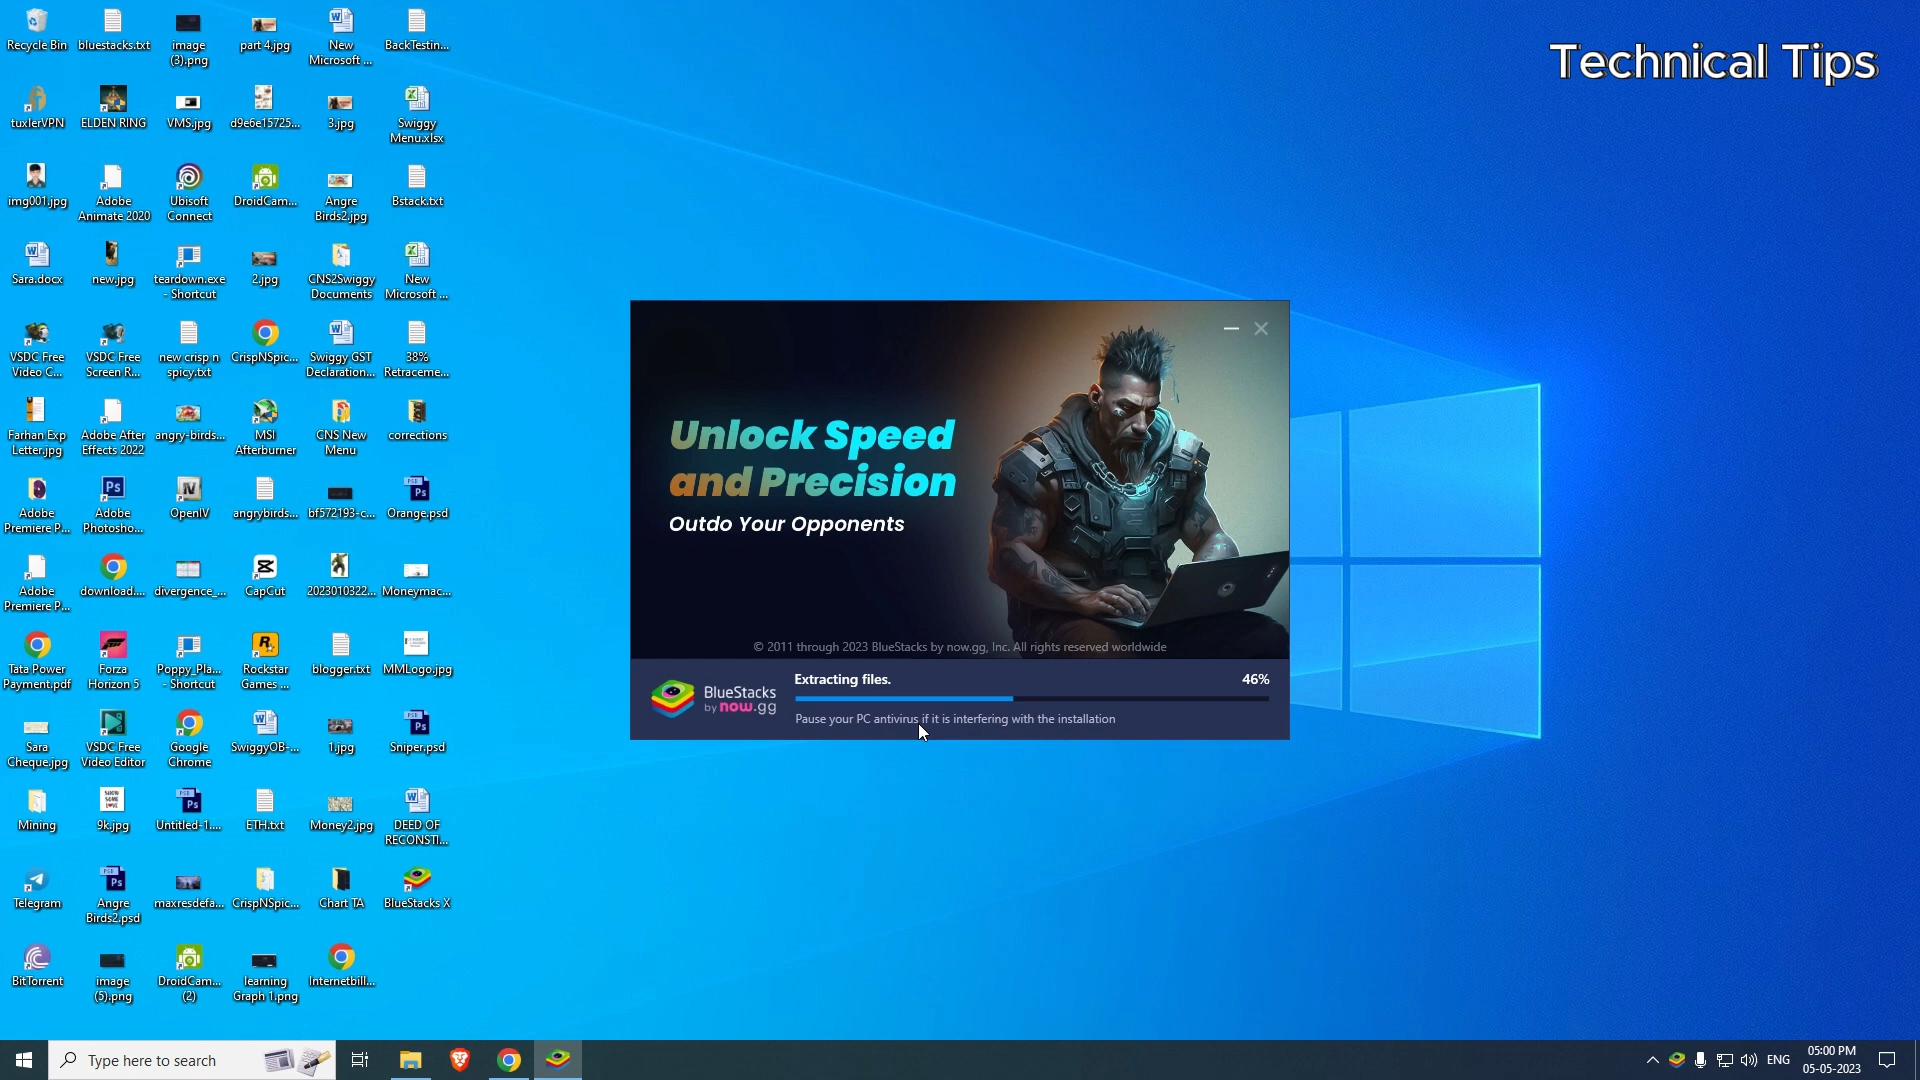 Recycle Bin
bluestacks.txt
image
(3).png
part 4.jpg
New
Microsoft ...
BackTestin...
Technical Tips
tuxlerVPN
ELDEN RING
VMS.jpg
d9e6e15725...
3.jpg
Swiggy
Menu.xlsx
img001.jpg
Adobe
Animate 2020
Ubisoft
Connect
DroidCam...
Angre
Birds2.jpg
Bstack.txt
Sara.docx
new.jpg
teardown.exe
- Shortcut
2.jpg
CNS2Swiggy
Documents
New
Microsoft ...
VSDC Free
Video C...
VSDC Free
Screen R...
new crisp n
spicy.txt
CrispNSpic...
Swiggy GST
Declaration...
38%
Retraceme...
Farhan Exp
Letter.jpg
Adobe After
Effects 2022
angry-birds...
MSI
Afterburner
CNS New
Menu
corrections
Adobe
Premiere P...
Adobe
Photosho...
OpenIV
angrybirds...
bf572193-c...
Orange.psd
Adobe
Premiere P...
download....
divergence_...
CapCut
2023010322...
Moneymac...
Tata Power
Payment.pdf
Forza
Horizon 5
Poppy_Pla...
- Shortcut
Rockstar
Games ...
blogger.txt
MMLogo.jpg
Sara
Cheque.jpg
VSDC Free
Video Editor
Google
Chrome
SwiggyOB-...
1.jpg
Sniper.psd
Mining
9k.jpg
Untitled-1....
ETH.txt
Money2.jpg
DEED OF
RECONSTI...
Telegram
Angre
Birds2.psd
maxresdefa...
CrispNSpic...
Chart TA
BlueStacks X
BitTorrent
image
(5).png
DroidCam...
(2)
learning
Graph 1.png
Internetbill...
Unlock Speed
and Precision
Outdo Your Opponents
© 2011 through 2023 BlueStacks by now.gg, Inc. All rights reserved worldwide
BlueStacks
by now.gg
Extracting files.
46%
Pause your PC antivirus if it is interfering with the installation
Type here to search
ENG
05:00 PM
05-05-2023